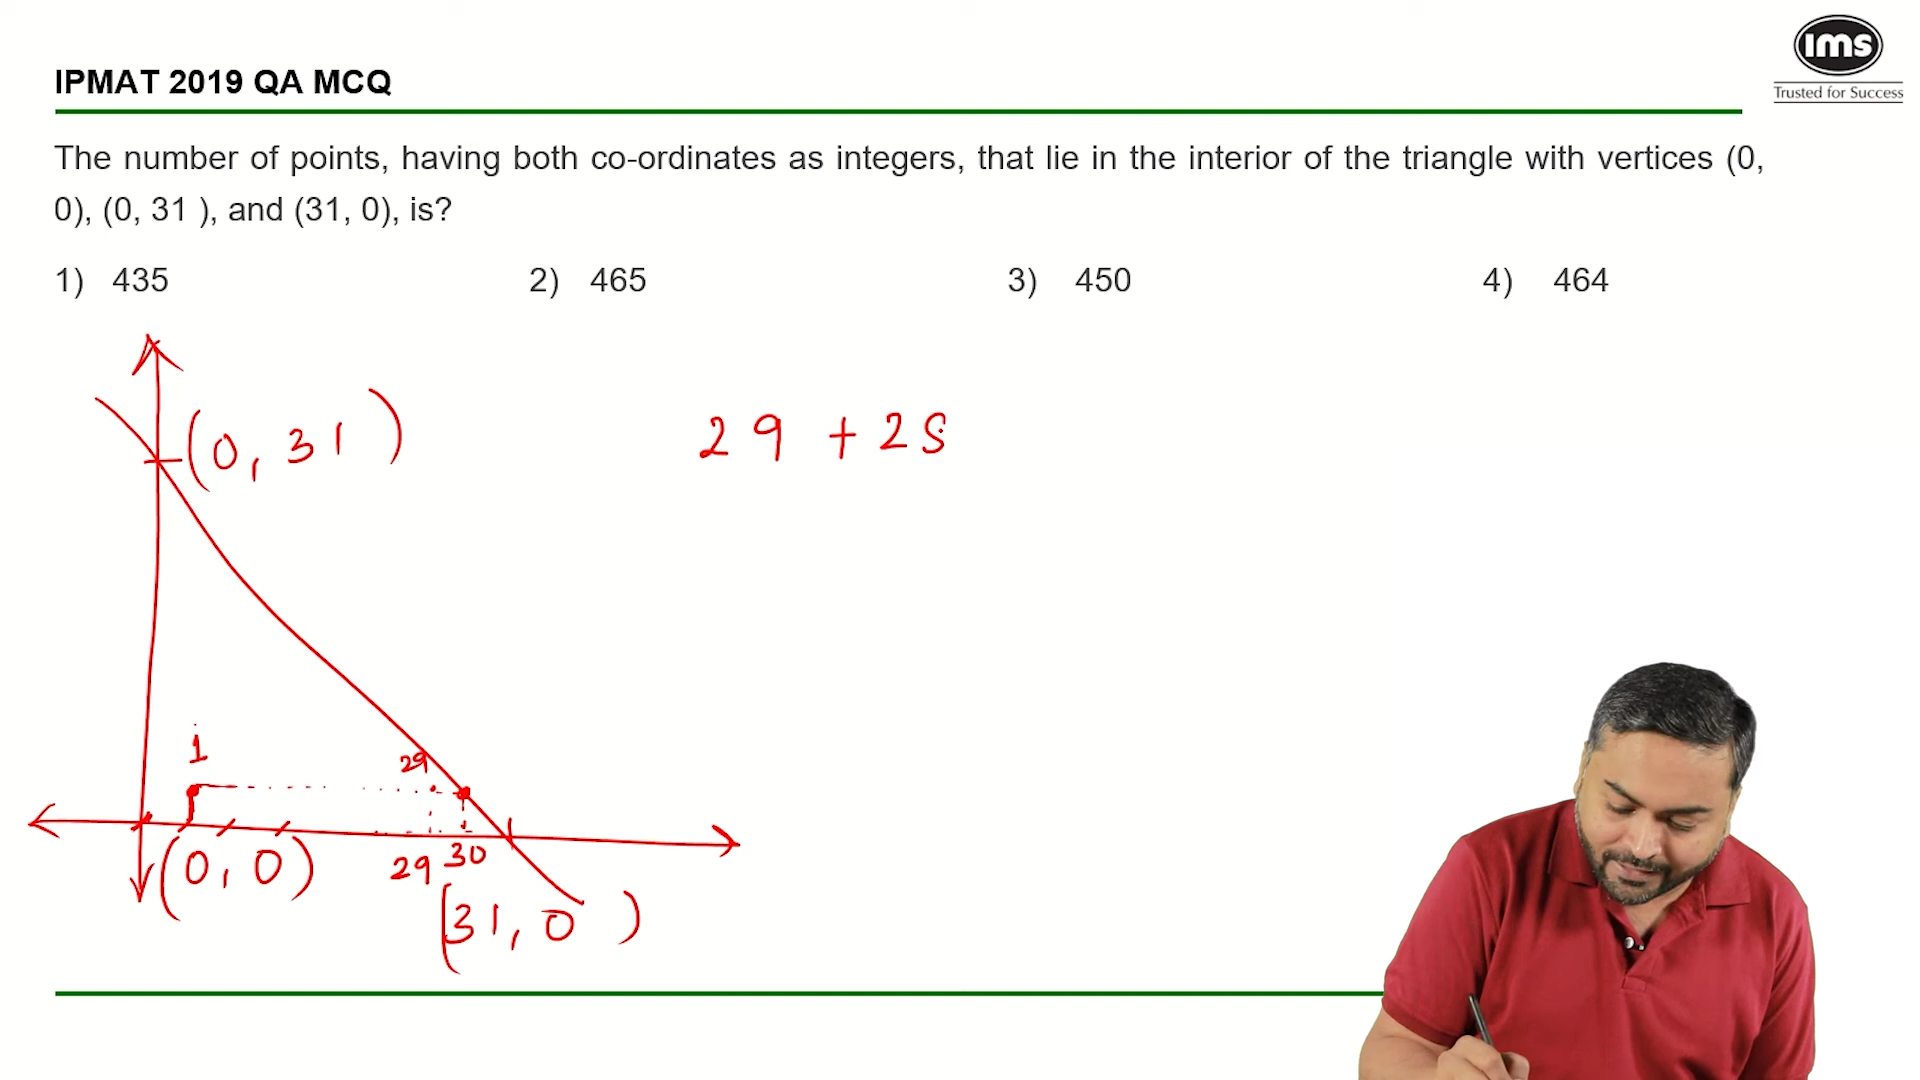 ims
Trusted for Success
IPMAT 2019 QA MCQ
The number of points, having both co-ordinates as integers, that lie in the interior of the triangle with vertices (0,
0), (0, 31 ), and (31, 0), is?
1) 435 2) 465 3) 450 4) 464
(0, 31 )
29 + 28
1
29
29 30
(0, 0)
(31, 0 )